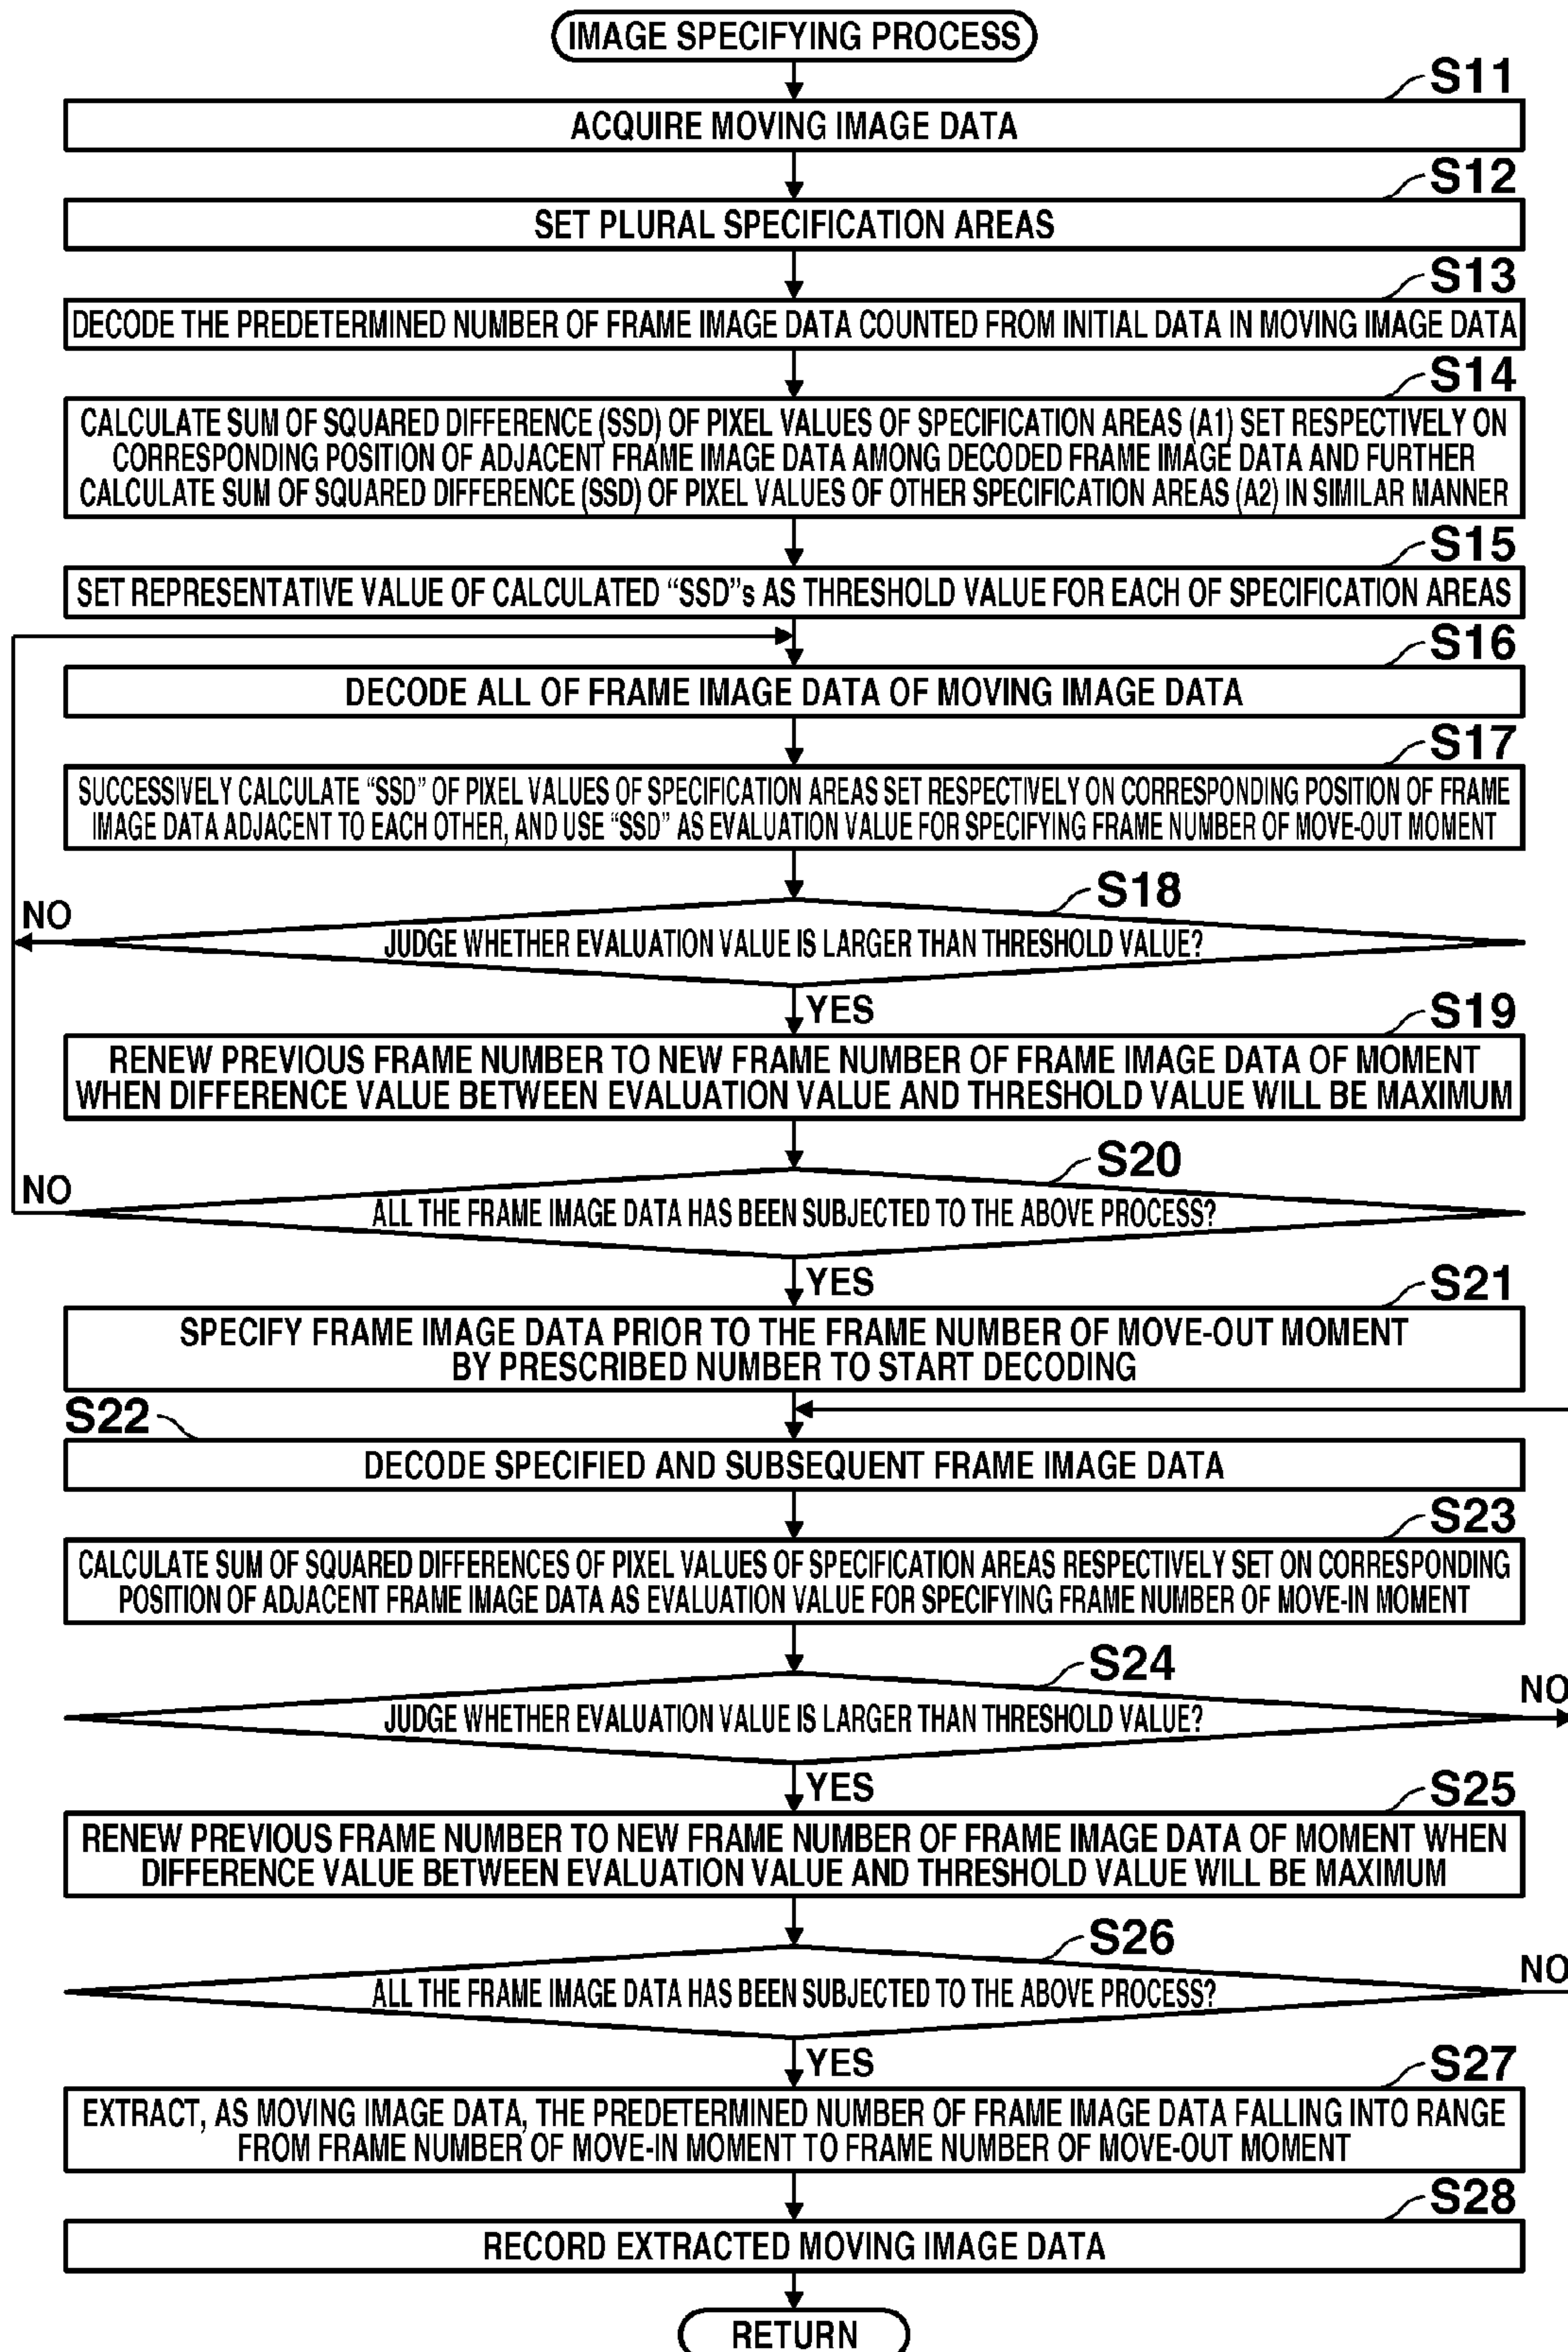 IMAGE SPECIFYING PROCESS
S11
ACQUIRE MOVING IMAGE DATA
S12
SET PLURAL SPECIFICATION AREAS
S13
DECODE THE PREDETERMINED NUMBER OF FRAME IMAGE DATA COUNTED FROM INITIAL DATA IN MOVING IMAGE DATA
S14
CALCULATE SUM OF SQUARED DIFFERENCE (SSD) OF PIXEL VALUES OF SPECIFICATION AREAS (A1) SET RESPECTIVELY ON
CORRESPONDING POSITION OF ADJACENT FRAME IMAGE DATA AMONG DECODED FRAME IMAGE DATA AND FURTHER
CALCULATE SUM OF SQUARED DIFFERENCE (SSD) OF PIXEL VALUES OF OTHER SPECIFICATION AREAS (A2) IN SIMILAR MANNER
S15
SET REPRESENTATIVE VALUE OF CALCULATED “SSD”s AS THRESHOLD VALUE FOR EACH OF SPECIFICATION AREAS
S16
DECODE ALL OF FRAME IMAGE DATA OF MOVING IMAGE DATA
S17
SUCCESSIVELY CALCULATE “SSD” OF PIXEL VALUES OF SPECIFICATION AREAS SET RESPECTIVELY ON CORRESPONDING POSITION OF FRAME
IMAGE DATA ADJACENT TO EACH OTHER, AND USE “SSD” AS EVALUATION VALUE FOR SPECIFYING FRAME NUMBER OF MOVE-OUT MOMENT
S18
NO
JUDGE WHETHER EVALUATION VALUE IS LARGER THAN THRESHOLD VALUE?
YES
S19
RENEW PREVIOUS FRAME NUMBER TO NEW FRAME NUMBER OF FRAME IMAGE DATA OF MOMENT
WHEN DIFFERENCE VALUE BETWEEN EVALUATION VALUE AND THRESHOLD VALUE WILL BE MAXIMUM
S20
NO
ALL THE FRAME IMAGE DATA HAS BEEN SUBJECTED TO THE ABOVE PROCESS?
YES
S21
SPECIFY FRAME IMAGE DATA PRIOR TO THE FRAME NUMBER OF MOVE-OUT MOMENT
BY PRESCRIBED NUMBER TO START DECODING
S22
DECODE SPECIFIED AND SUBSEQUENT FRAME IMAGE DATA
S23
CALCULATE SUM OF SQUARED DIFFERENCES OF PIXEL VALUES OF SPECIFICATION AREAS RESPECTIVELY SET ON CORRESPONDING
POSITION OF ADJACENT FRAME IMAGE DATA AS EVALUATION VALUE FOR SPECIFYING FRAME NUMBER OF MOVE-IN MOMENT
S24
NO
JUDGE WHETHER EVALUATION VALUE IS LARGER THAN THRESHOLD VALUE?
YES
S25
RENEW PREVIOUS FRAME NUMBER TO NEW FRAME NUMBER OF FRAME IMAGE DATA OF MOMENT WHEN
DIFFERENCE VALUE BETWEEN EVALUATION VALUE AND THRESHOLD VALUE WILL BE MAXIMUM
S26
NO
ALL THE FRAME IMAGE DATA HAS BEEN SUBJECTED TO THE ABOVE PROCESS?
YES
S27
EXTRACT, AS MOVING IMAGE DATA, THE PREDETERMINED NUMBER OF FRAME IMAGE DATA FALLING INTO RANGE
FROM FRAME NUMBER OF MOVE-IN MOMENT TO FRAME NUMBER OF MOVE-OUT MOMENT
S28
RECORD EXTRACTED MOVING IMAGE DATA
RETURN